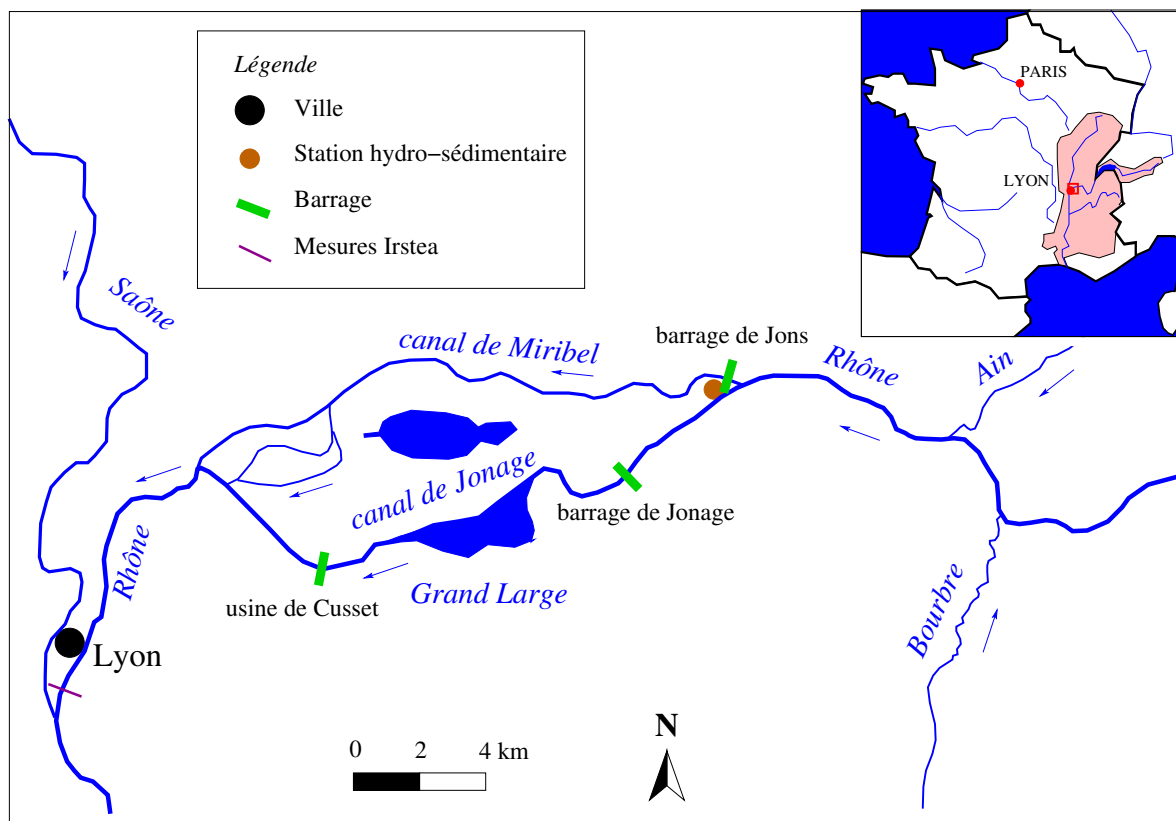 Légende
Ville
Station hydro−sédimentaire
Barrage
Mesures Irstea
PARIS
LYON
Saône
canal de Miribel
barrage de Jons
Rhône
Ain
canal de Jonage
barrage de Jonage
Rhône
usine de Cusset
Grand Large
Bourbre
Lyon
N
0 2 4 km